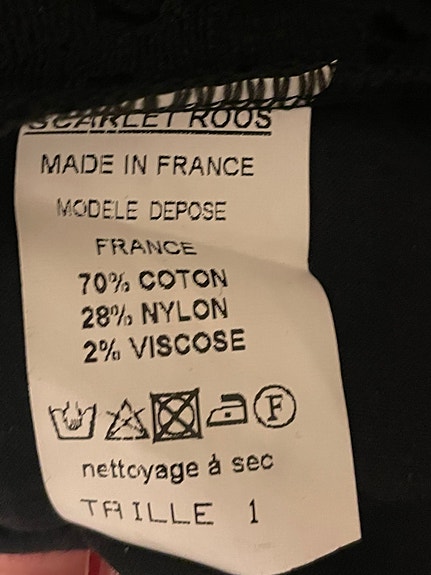 SCARLET ROOS
MADE IN FRANCE
MODELE DEPOSE
FRANCE
70% COTON
28% NYLON
2% VISCOSE
F
nettoyage à sec
TAILLE 1